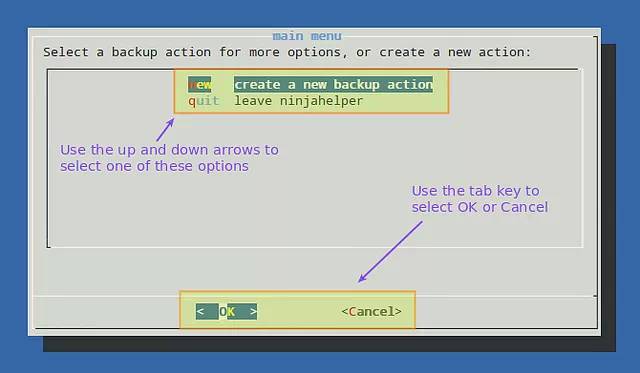 main menu
Select a backup action for more options, or create a new action:
new create a new backup action
quit leave ninjahelper
Use the up and down arrows to
select one of these options
Use the tab key to
select OK or Cancel
< OK > <Cancel>